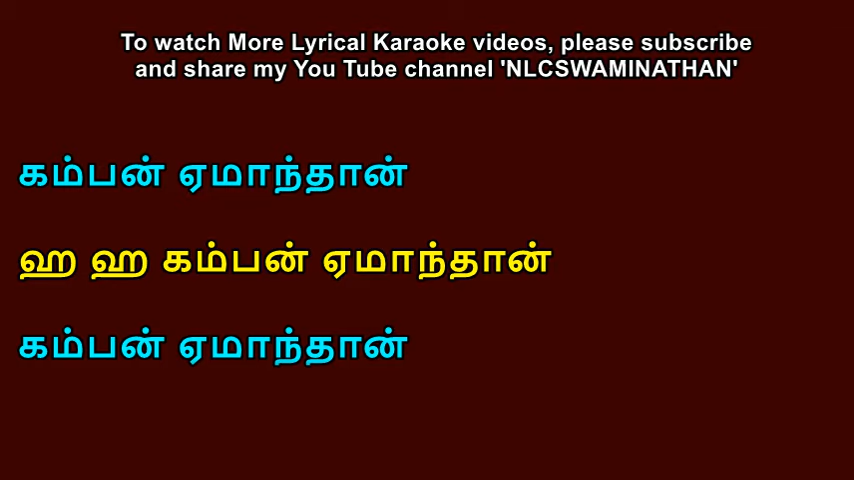 To watch More Lyrical Karaoke videos, please subscribe
and share my You Tube channel 'NLCSWAMINATHAN'
கம்பன் ஏமாந்தான்
ஹ ஹ கம்பன் ஏமாந்தான்
கம்பன் ஏமாந்தான்